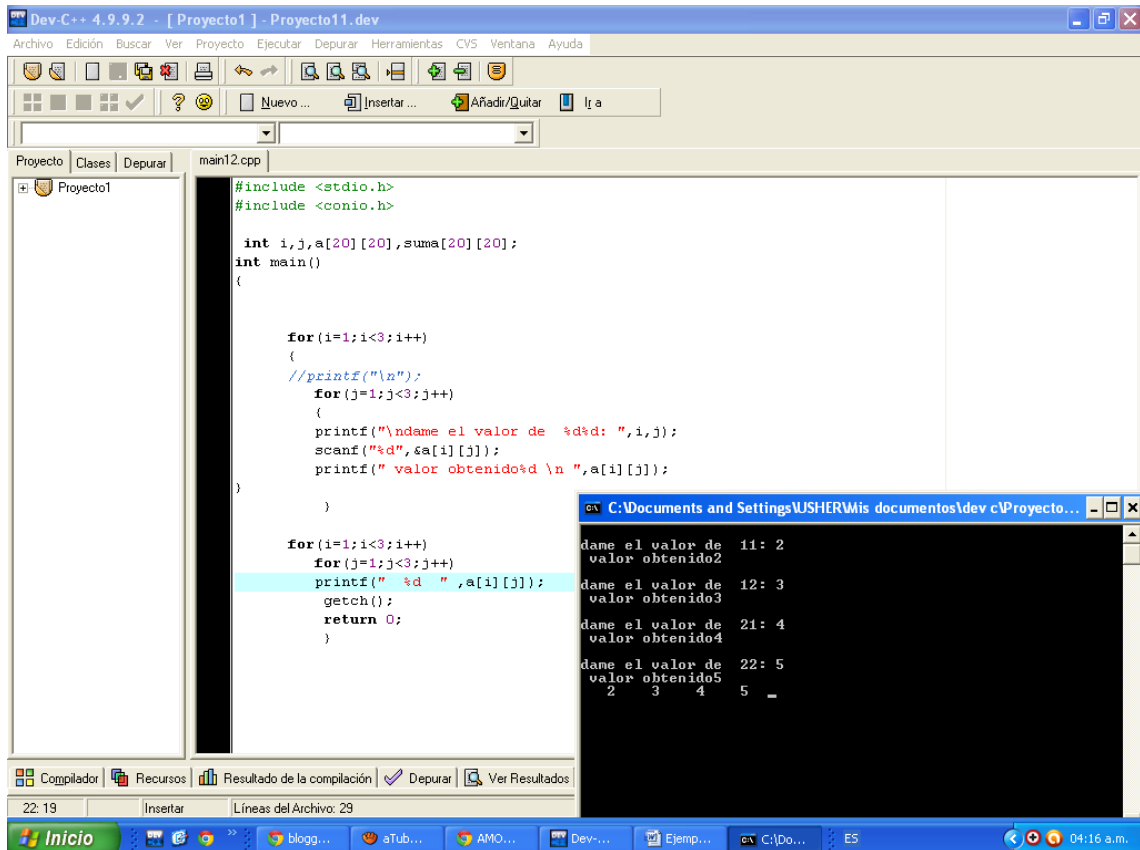 Dev-C++ 4.9.9.2 - [ Proyecto1 ] - Proyecto11.dev
Archivo Edición Buscar Ver Proyecto Ejecutar Depurar Herramientas CVS Ventana Ayuda
Nuevo ... Insertar ... Añadir/Quitar Ir a
Proyecto Clases Depurar main12.cpp
Proyecto1
#include <stdio.h>
#include <conio.h>
int i,j,a[20][20],suma[20][20];
int main()
{
for(i=1;i<3;i++)
{
//printf("\n");
for(j=1;j<3;j++)
{
printf("\ndame el valor de  %d%d: ",i,j);
scanf("%d",&a[i][j]);
printf(" valor obtenido%d \n ",a[i][j]);
}
}
for(i=1;i<3;i++)
for(j=1;j<3;j++)
printf("  %d  " ,a[i][j]);
getch();
return 0;
}
C:\Documents and Settings\USHER\Mis documentos\dev c\Proyecto...
dame el valor de  11: 2
valor obtenido2
dame el valor de  12: 3
valor obtenido3
dame el valor de  21: 4
valor obtenido4
dame el valor de  22: 5
valor obtenido5
2 3 4 5 _
Compilador Recursos Resultado de la compilación Depurar Ver Resultados
22: 19 Insertar Líneas del Archivo: 29
Inicio » blogg... aTub... AMO... Dev-... Ejemp... C:\Do... ES 04:16 a.m.